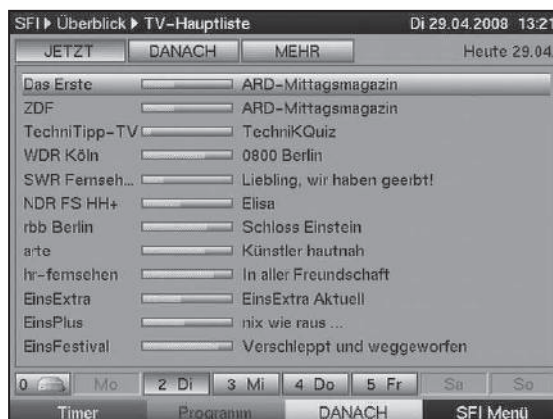 SFI Überblick TV-Hauptliste Di 29.04.2008 13:21
JETZT DANACH MEHR Heute 29.04.
Das Erste ARD-Mittagsmagazin
ZDF ARD-Mittagsmagazin
TechniTipp-TV TechniKQuiz
WDR Köln 0800 Berlin
SWR Fernseh... Liebling, wir haben geerbt!
NDR FS HH+ Elisa
rbb Berlin Schloss Einstein
arte Künstler hautnah
hr-fernsehen In aller Freundschaft
EinsExtra EinsExtra Aktuell
EinsPlus nix wie raus ...
EinsFestival Verschleppt und weggeworfen
0 Mo 2 Di 3 Mi 4 Do 5 Fr Sa So
Timer Programm DANACH SFI Menü